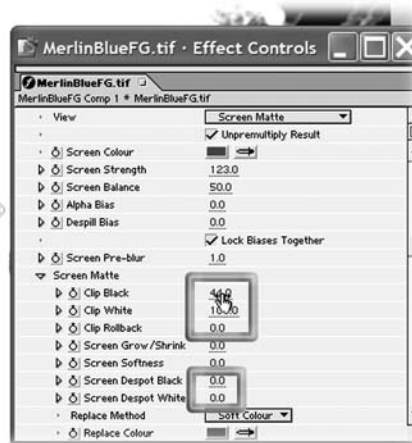 MerlinBlueFG.tif · Effect Controls
MerlinBlueFG.tif
MerlinBlueFG Comp 1 * MerlinBlueFG.tif
View Screen Matte
Unpremultiply Result
Screen Colour
Screen Strength 123.0
Screen Balance 50.0
Alpha Bias 0.0
Despill Bias 0.0
Lock Biases Together
Screen Pre-blur 1.0
Screen Matte
Clip Black
Clip White
Clip Rollback 0.0
Screen Grow/Shrink 0.0
Screen Softness 0.0
Screen Despot Black 0.0
Screen Despot White 0.0
Replace Method Soft Colour
Replace Colour